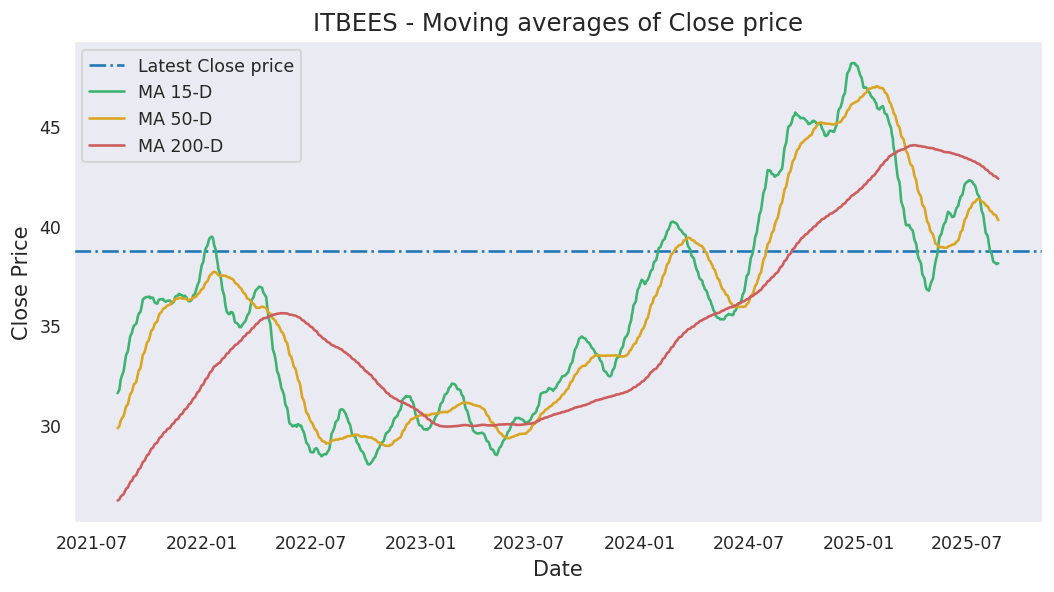 ITBEES - Moving averages of Close price
Latest Close price
MA 15-D
MA 50-D
MA 200-D
45
40
35
30
Close Price
2021-07 2022-01 2022-07 2023-01 2023-07 2024-01 2024-07 2025-01 2025-07
Date